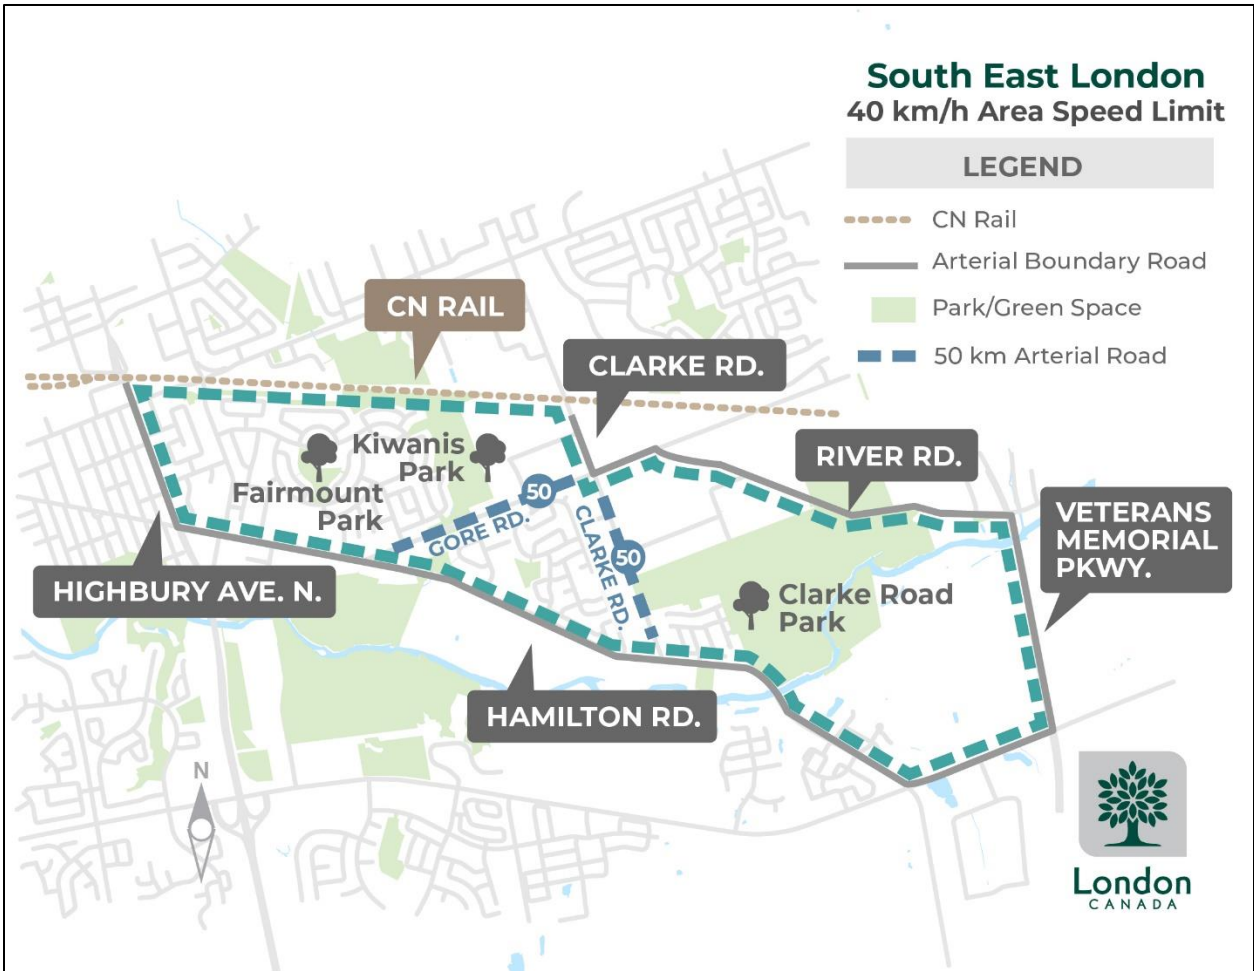 South East London
40 km/h Area Speed Limit
LEGEND
CN Rail
Arterial Boundary Road
Park/Green Space
50 km Arterial Road
CN RAIL
CLARKE RD.
RIVER RD.
VETERANS
MEMORIAL
PKWY.
Kiwanis
Park
Fairmount
Park
50
GORE RD.
CLARKE RD.
50
HIGHBURY AVE. N.
Clarke Road
Park
HAMILTON RD.
N
London
CANADA